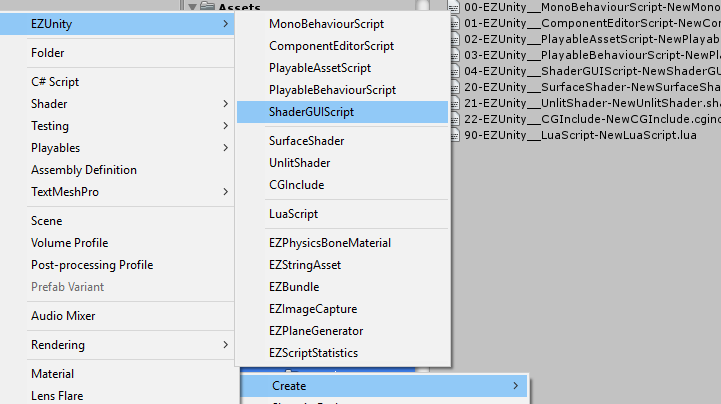 EZUnity
Folder
C# Script
Shader
Testing
Playables
Assembly Definition
TextMeshPro
Scene
Volume Profile
Post-processing Profile
Prefab Variant
Audio Mixer
Rendering
Material
Lens Flare
MonoBehaviourScript
ComponentEditorScript
PlayableAssetScript
PlayableBehaviourScript
ShaderGUIScript
SurfaceShader
UnlitShader
CGInclude
LuaScript
EZPhysicsBoneMaterial
EZStringAsset
EZBundle
EZImageCapture
EZPlaneGenerator
EZScriptStatistics
Create
Assets
00-EZUnity__MonoBehaviourScript-NewMono
01-EZUnity__ComponentEditorScript-NewCom
02-EZUnity__PlayableAssetScript-NewPlayab
03-EZUnity__PlayableBehaviourScript-NewPl
04-EZUnity__ShaderGUIScript-NewShaderGU
20-EZUnity__SurfaceShader-NewSurfaceShad
21-EZUnity__UnlitShader-NewUnlitShader.sha
22-EZUnity__CGInclude-NewCGInclude.cginc
90-EZUnity__LuaScript-NewLuaScript.lua